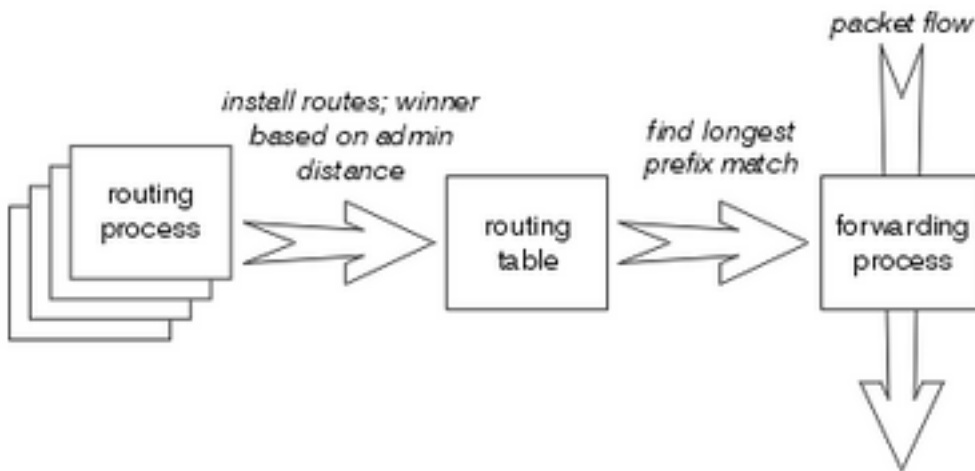 packet flow
install routes; winner
based on admin
distance
find longest
prefix match
routing
process
routing
table
forwarding
process